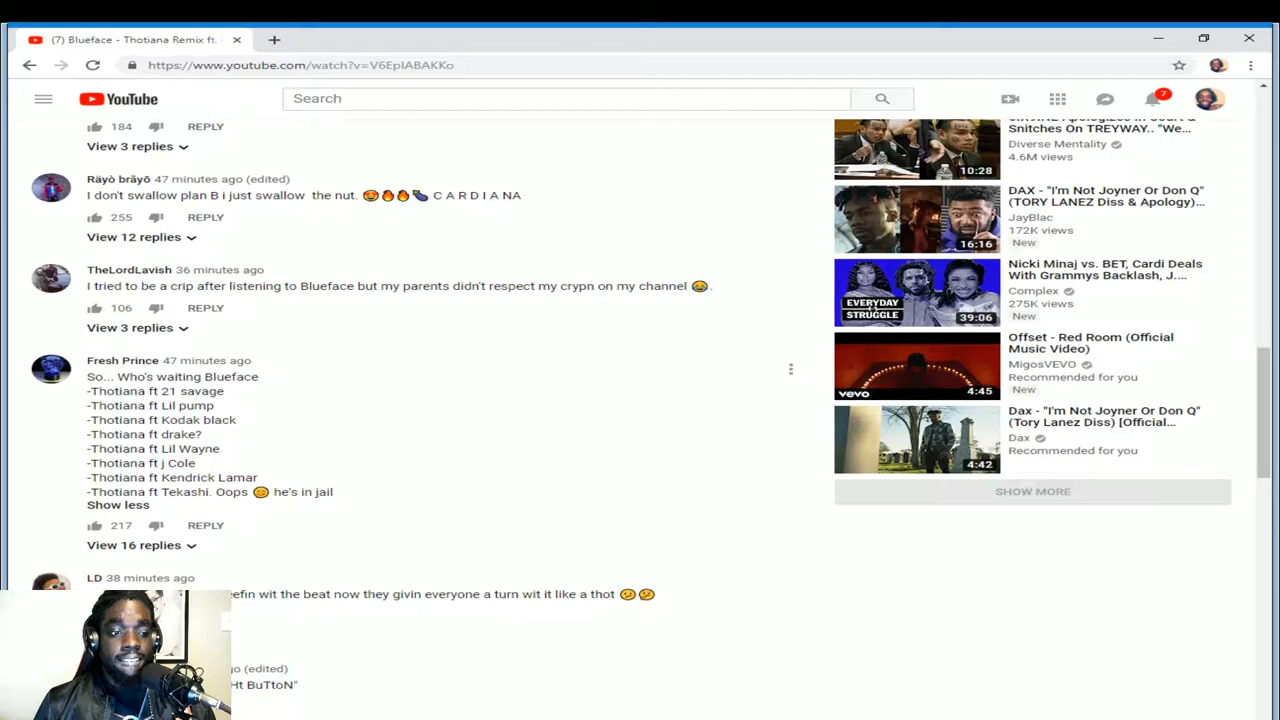 (7) Blueface - Thotiana Remix ft.
https://www.youtube.com/watch?v=V6EplABAKKo
YouTube
Search
7
184 REPLY
View 3 replies
Räyò brãyõ 47 minutes ago (edited)
I don't swallow plan B i just swallow the nut. 🤩🔥🔥🍆 C A R D I A N A
255 REPLY
View 12 replies
TheLordLavish 36 minutes ago
I tried to be a crip after listening to Blueface but my parents didn't respect my crypn on my channel 😂.
106 REPLY
View 3 replies
Fresh Prince 47 minutes ago
So... Who's waiting Blueface
-Thotiana ft 21 savage
-Thotiana ft Lil pump
-Thotiana ft Kodak black
-Thotiana ft drake?
-Thotiana ft Lil Wayne
-Thotiana ft j Cole
-Thotiana ft Kendrick Lamar
-Thotiana ft Tekashi. Oops 😊 he's in jail
Show less
217 REPLY
View 16 replies
LD 38 minutes ago
efin wit the beat now they givin everyone a turn wit it like a thot 😕😕
(edited)
Ht BuTtoN"
Snitches On TREYWAY.. "We...
Diverse Mentality
4.6M views
10:28
DAX - "I'm Not Joyner Or Don Q"
(TORY LANEZ Diss & Apology)...
JayBlac
172K views
New
16:16
Nicki Minaj vs. BET, Cardi Deals
With Grammys Backlash, J....
Complex
275K views
New
EVERYDAY
STRUGGLE
39:06
Offset - Red Room (Official
Music Video)
MigosVEVO
Recommended for you
New
vevo
4:45
Dax - "I'm Not Joyner Or Don Q"
(Tory Lanez Diss) [Official...
Dax
Recommended for you
4:42
SHOW MORE